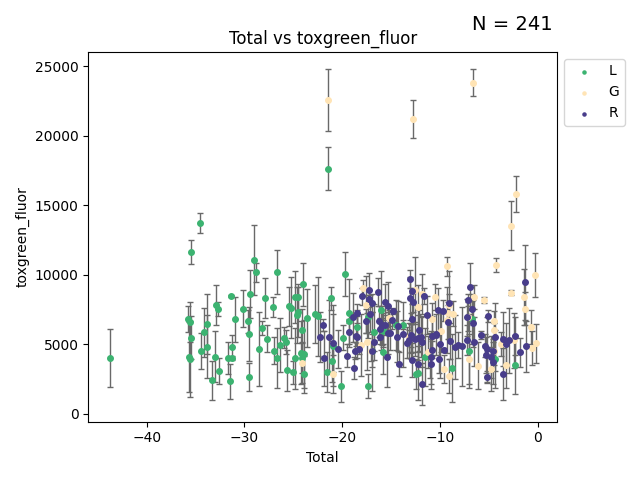 N = 241
Total vs toxgreen_fluor
25000
20000
15000
10000
5000
0
toxgreen_fluor
−40
−30
−20
−10
0
Total
L
G
R